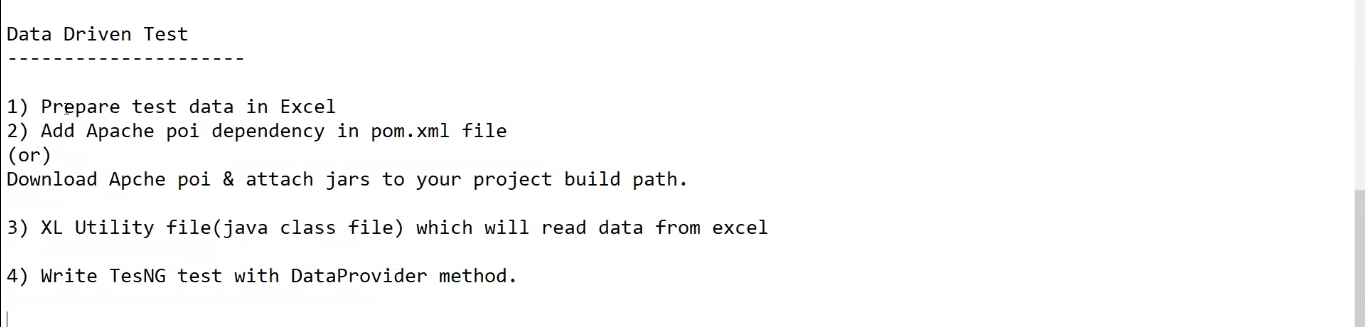 Data Driven Test
---------------------
1) Prepare test data in Excel
2) Add Apache poi dependency in pom.xml file
(or)
Download Apche poi & attach jars to your project build path.
3) XL Utility file(java class file) which will read data from excel
4) Write TesNG test with DataProvider method.